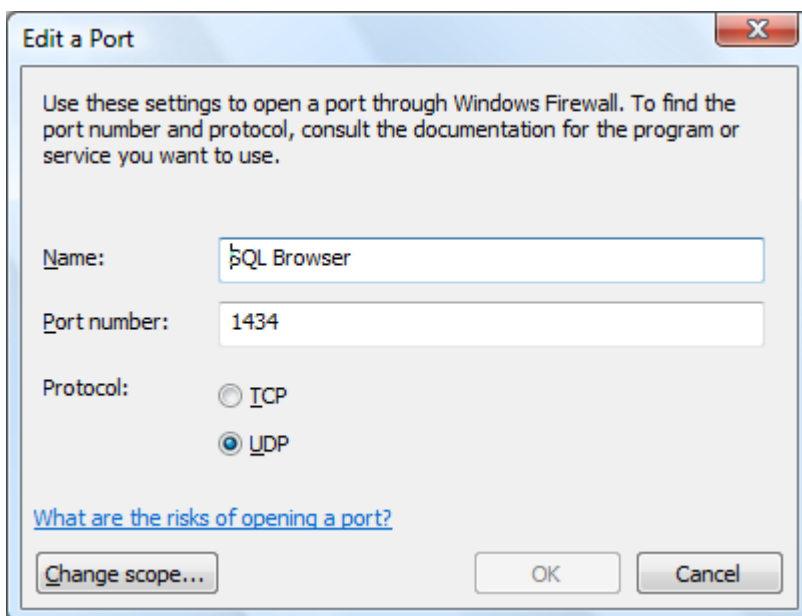 Edit a Port
Use these settings to open a port through Windows Firewall. To find the
port number and protocol, consult the documentation for the program or
service you want to use.
Name: SQL Browser
Port number: 1434
Protocol: TCP
UDP
What are the risks of opening a port?
Change scope... OK Cancel